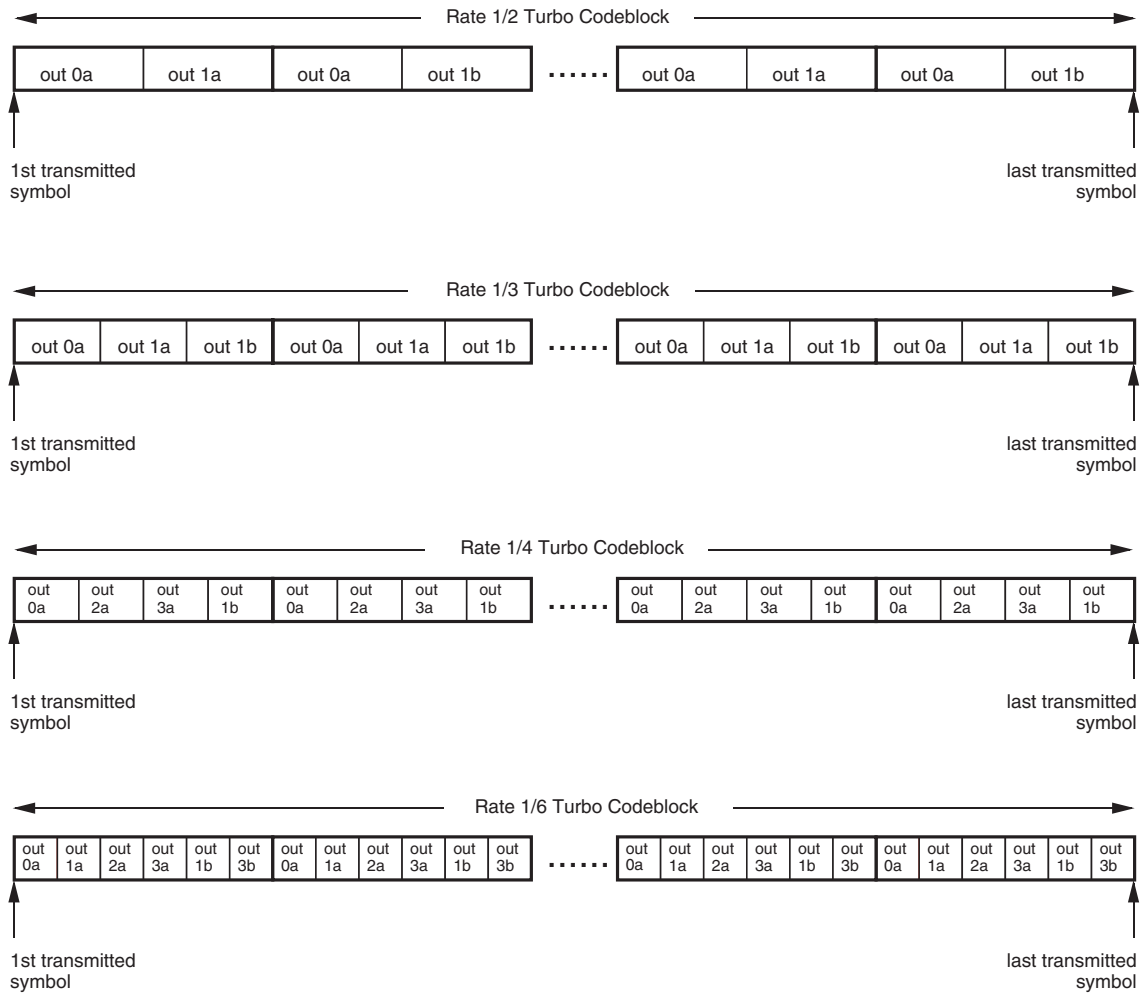 Rate 1/2 Turbo Codeblock
out 0a out 1a out 0a out 1b ...... out 0a out 1a out 0a out 1b
1st transmitted
symbol
last transmitted
symbol
Rate 1/3 Turbo Codeblock
out 0a out 1a out 1b out 0a out 1a out 1b ...... out 0a out 1a out 1b out 0a out 1a out 1b
1st transmitted
symbol
last transmitted
symbol
Rate 1/4 Turbo Codeblock
out out out out out out out out ...... out out out out out out out out
0a 2a 3a 1b 0a 2a 3a 1b 0a 2a 3a 1b 0a 2a 3a 1b
1st transmitted
symbol
last transmitted
symbol
Rate 1/6 Turbo Codeblock
out out out out out out out out out out out out ...... out out out out out out out out out out out out
0a 1a 2a 3a 1b 3b 0a 1a 2a 3a 1b 3b 0a 1a 2a 3a 1b 3b 0a 1a 2a 3a 1b 3b
1st transmitted
symbol
last transmitted
symbol